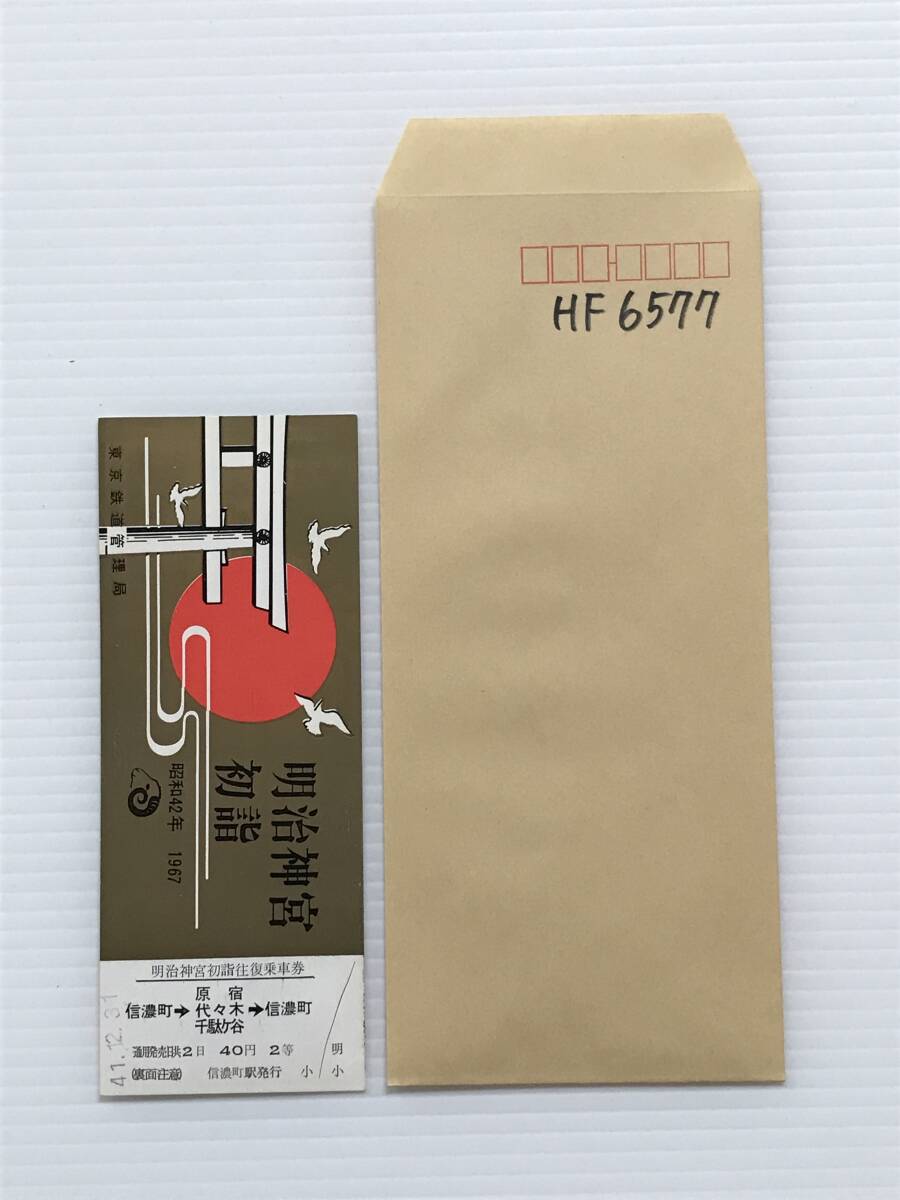 HF 6577
東京鉄道管理局
明治神宮
初詣
昭和42年 1967
明治神宮初詣往復乗車券
原宿
信濃町➔代々木➔信濃町
千駄ケ谷
通用発売日共2日 40円 2等 明
(裏面注意) 信濃町駅発行 小 小
41.12.31